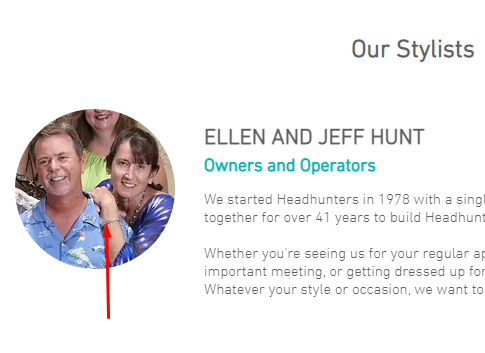 Our Stylists
ELLEN AND JEFF HUNT
Owners and Operators
We started Headhunters in 1978 with a singl
together for over 41 years to build Headhunt
Whether you're seeing us for your regular ap
important meeting, or getting dressed up for
Whatever your style or occasion, we want to